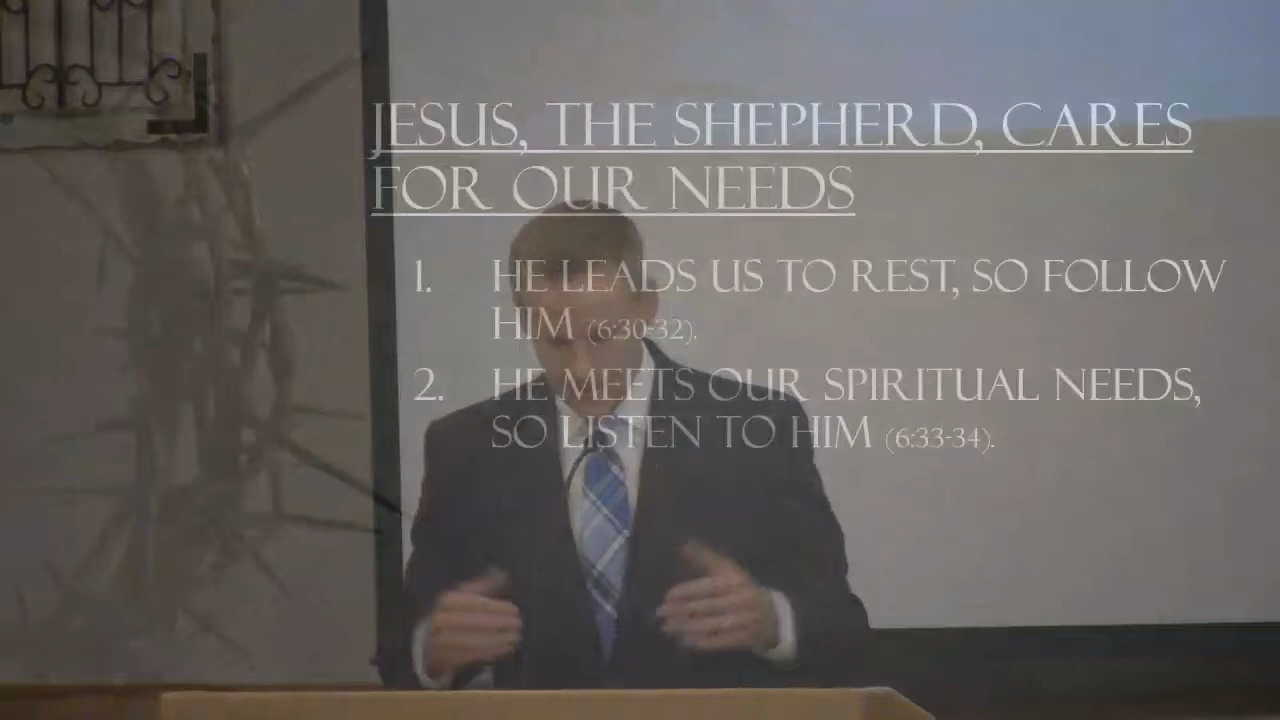 JESUS, THE SHEPHERD, CARES
FOR OUR NEEDS
1. HE LEADS US TO REST, SO FOLLOW
HIM (6:30-32).
2. HE MEETS OUR SPIRITUAL NEEDS,
SO LISTEN TO HIM (6:33-34).